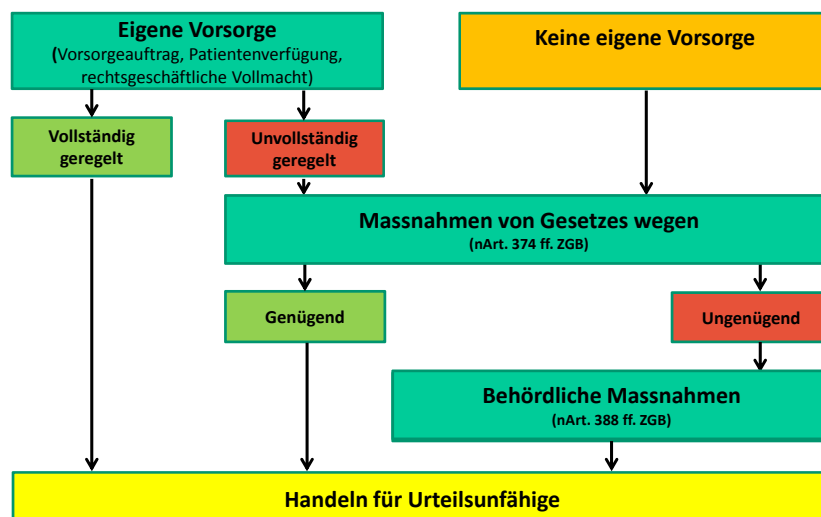 Eigene Vorsorge
(Vorsorgeauftrag, Patientenverfügung,
rechtsgeschäftliche Vollmacht)
Keine eigene Vorsorge
Vollständig
geregelt
Unvollständig
geregelt
Massnahmen von Gesetzes wegen
(nArt. 374 ff. ZGB)
Genügend
Ungenügend
Behördliche Massnahmen
(nArt. 388 ff. ZGB)
Handeln für Urteilsunfähige